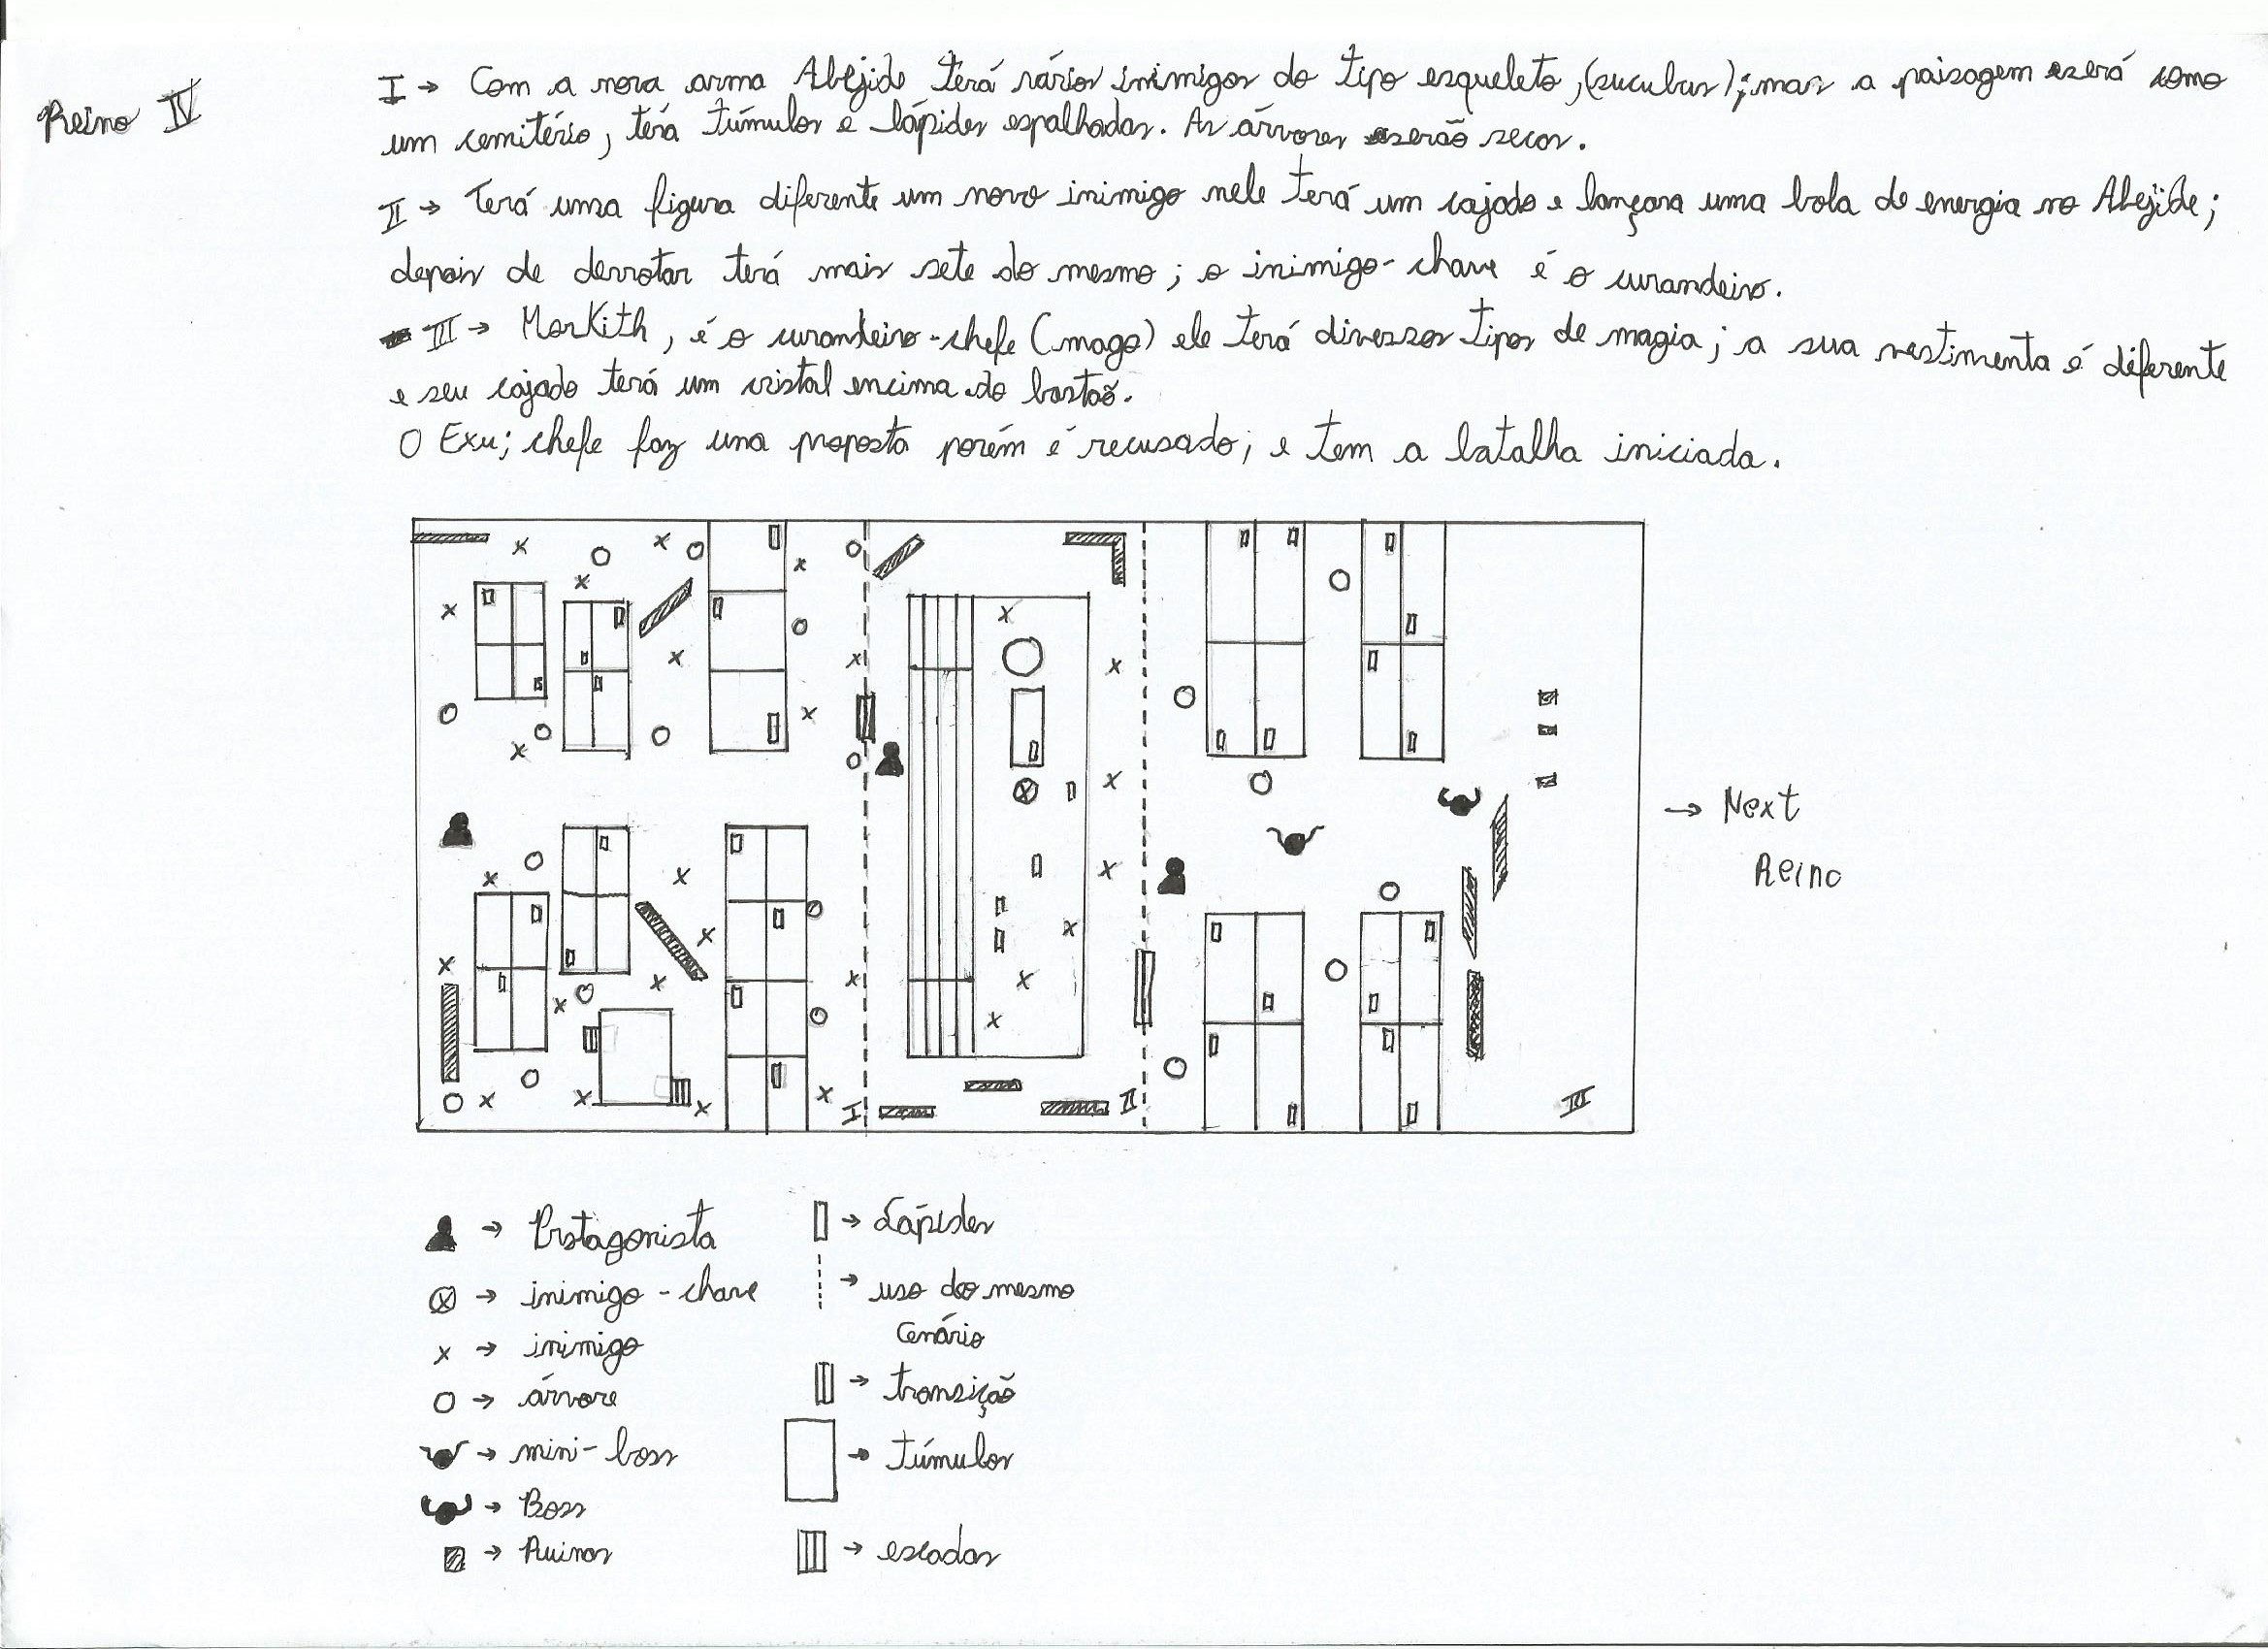 Reino IV
I → Com a nova arma Abejide terá vários inimigos do tipo esqueleto, (sucubus); mas a paisagem será como
um cemitério, terá túmulos e lápides espalhadas. As árvores serão secas.
II → Terá uma figura diferente um novo inimigo nele terá um cajado e lançara uma bola de energia no Abejide;
depois de derrotar terá mais sete do mesmo; o inimigo-chave é o curandeiro.
III → MorKith, é o curandeiro-chefe (mago) ele terá diversos tipos de magia; a sua vestimenta é diferente
e seu cajado terá um cristal encima do bastaõ.
O Exu; chefe faz uma proposta porém é recusado; e tem a batalha iniciada.
→ Next
Reino
I
II
III
→ Protagonista
→ inimigo-chave
x → inimigo
→ árvore
→ mini-boss
→ Boss
→ Ruinas
→ Lápides
→ uso do mesmo
Cenário
→ transição
→ túmulos
→ escadas